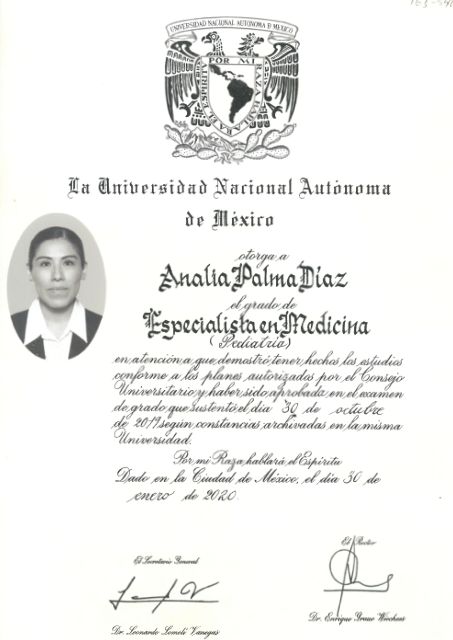 UNIVERSIDAD NACIONAL AUTÓNOMA DE MÉXICO
POR MI RAZA HABLARÁ EL ESPÍRITU
La Universidad Nacional Autónoma
de México
otorga a
Analia Palma Díaz
el grado de
Especialista en Medicina
(Pediatría)
en atención a que demostró tener hechos los estudios
conforme a los planes autorizados por el Consejo
Universitario y haber sido aprobada en el examen
de grado que sustentó el día 30 de octubre
de 2019 según constancias archivadas en la misma
Universidad.
Por mi Raza hablará el Espíritu
Dado en la Ciudad de México, el día 30 de
enero de 2020
El Secretario General
El Rector
Dr. Leonardo Lomelí Vanegas
Dr. Enrique Graue Wiechers